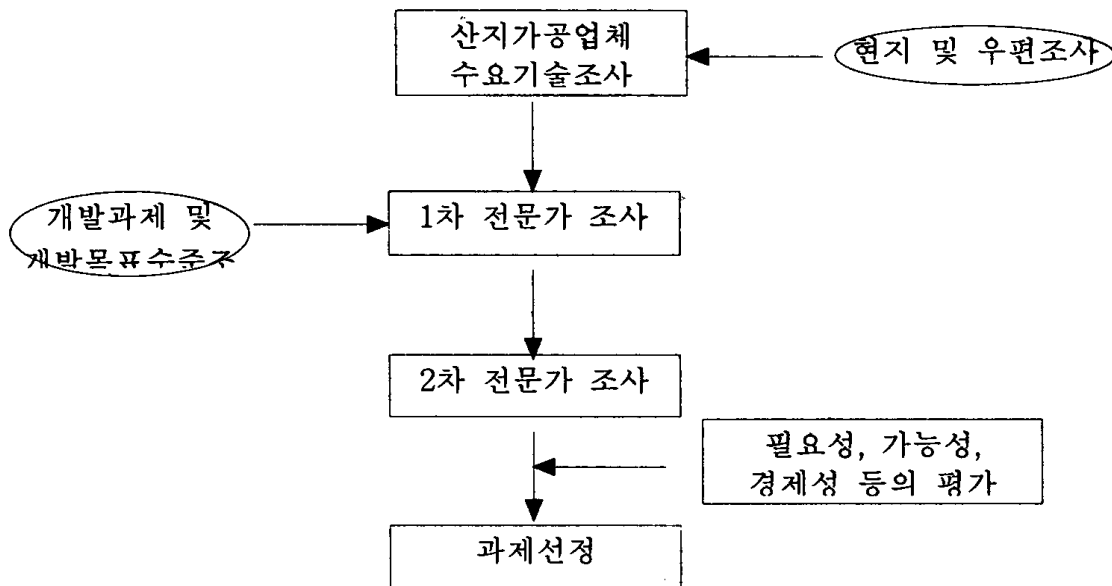 산지가공업체
수요기술조사
현지 및 우편조사
개발과제 및
1차 전문가 조사
2차 전문가 조사
필요성, 가능성,
경제성 등의 평가
과제선정